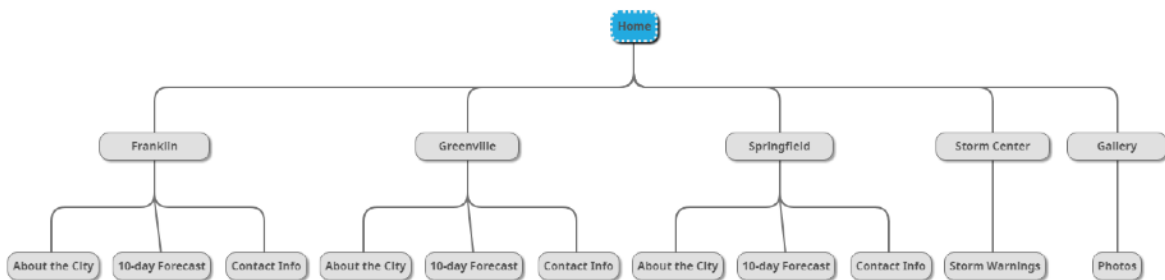 Home
Franklin
Greenville
Springfield
Storm Center
Gallery
About the City
10-day Forecast
Contact Info
About the City
10-day Forecast
Contact Info
About the City
10-day Forecast
Contact Info
Storm Warnings
Photos